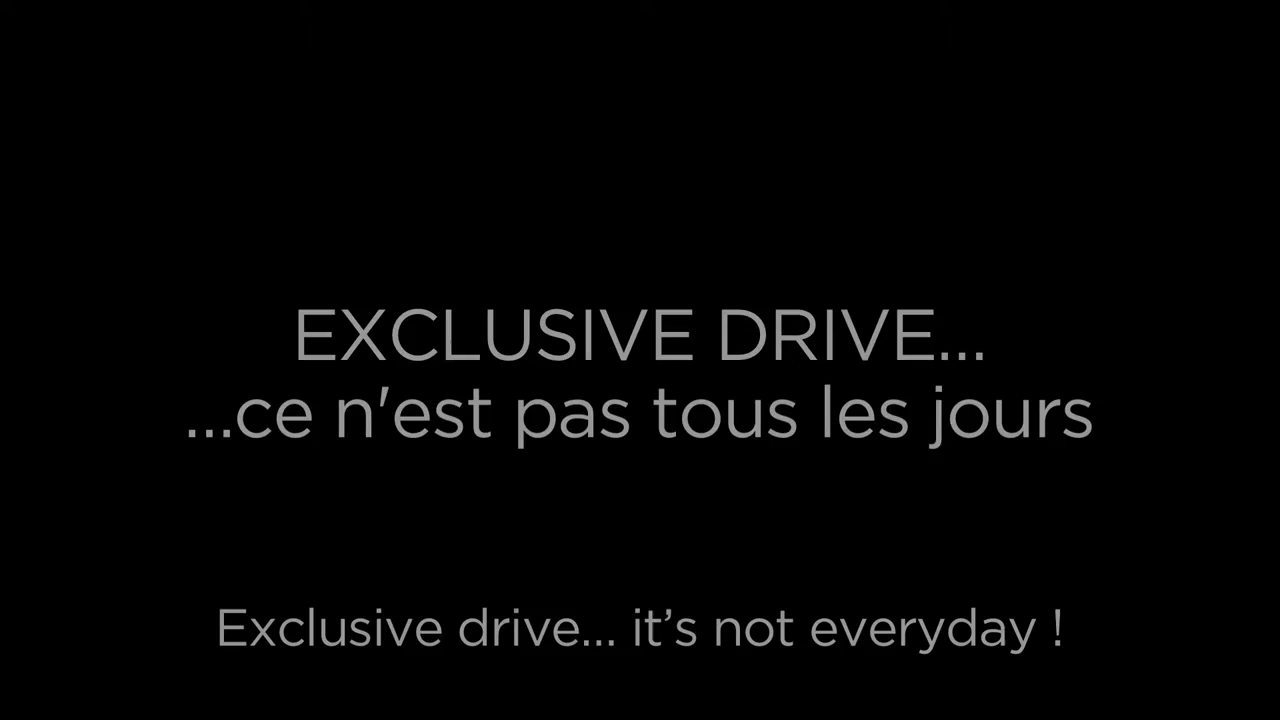 EXCLUSIVE DRIVE...
...ce n'est pas tous les jours
Exclusive drive... it’s not everyday !